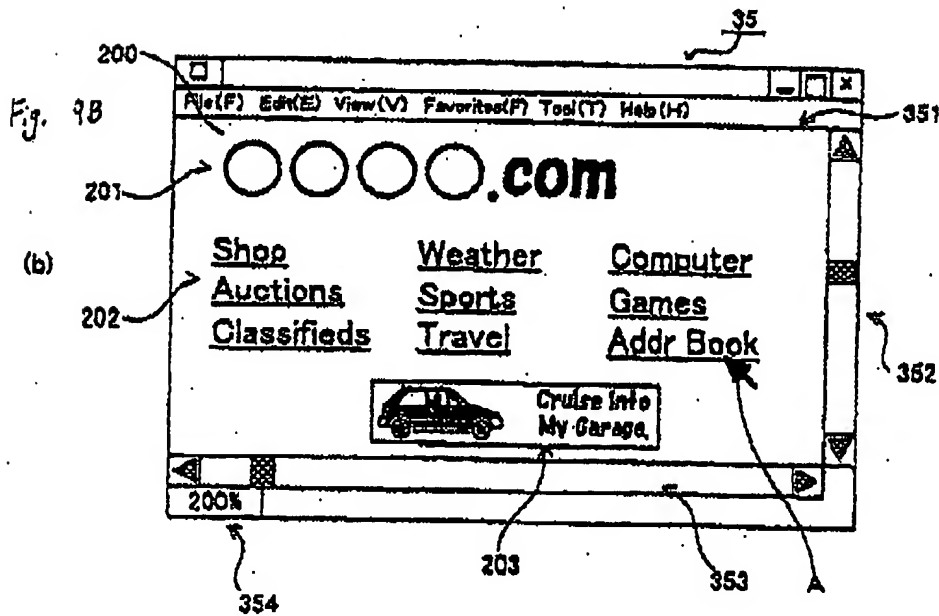 35
200
Fig. 9B
File(F) Edit(E) View(V) Favorites(F) Tool(T) Help(H)
351
201
.com
(b)
Shop Weather Computer
Auctions Sports Games
202
Classifieds Travel Addr Book
352
Cruise Into
My Garage.
200%
203
353
A
354